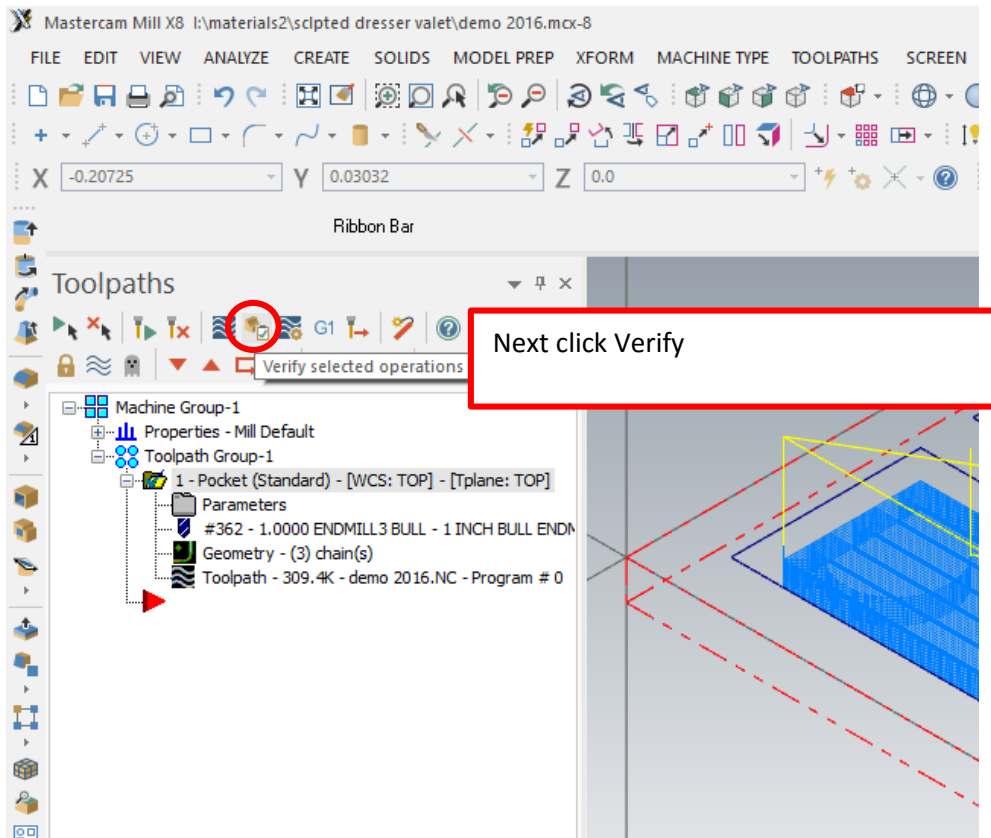 Mastercam Mill X8 I:\materials2\sclpted dresser valet\demo 2016.mcx-8
FILE EDIT VIEW ANALYZE CREATE SOLIDS MODEL PREP XFORM MACHINE TYPE TOOLPATHS SCREEN
X -0.20725 Y 0.03032 Z 0.0
Ribbon Bar
Toolpaths
G1
Next click Verify
Verify selected operations
Machine Group-1
Properties - Mill Default
Toolpath Group-1
1 - Pocket (Standard) - [WCS: TOP] - [Tplane: TOP]
Parameters
#362 - 1.0000 ENDMILL3 BULL - 1 INCH BULL ENDM
Geometry - (3) chain(s)
Toolpath - 309.4K - demo 2016.NC - Program # 0